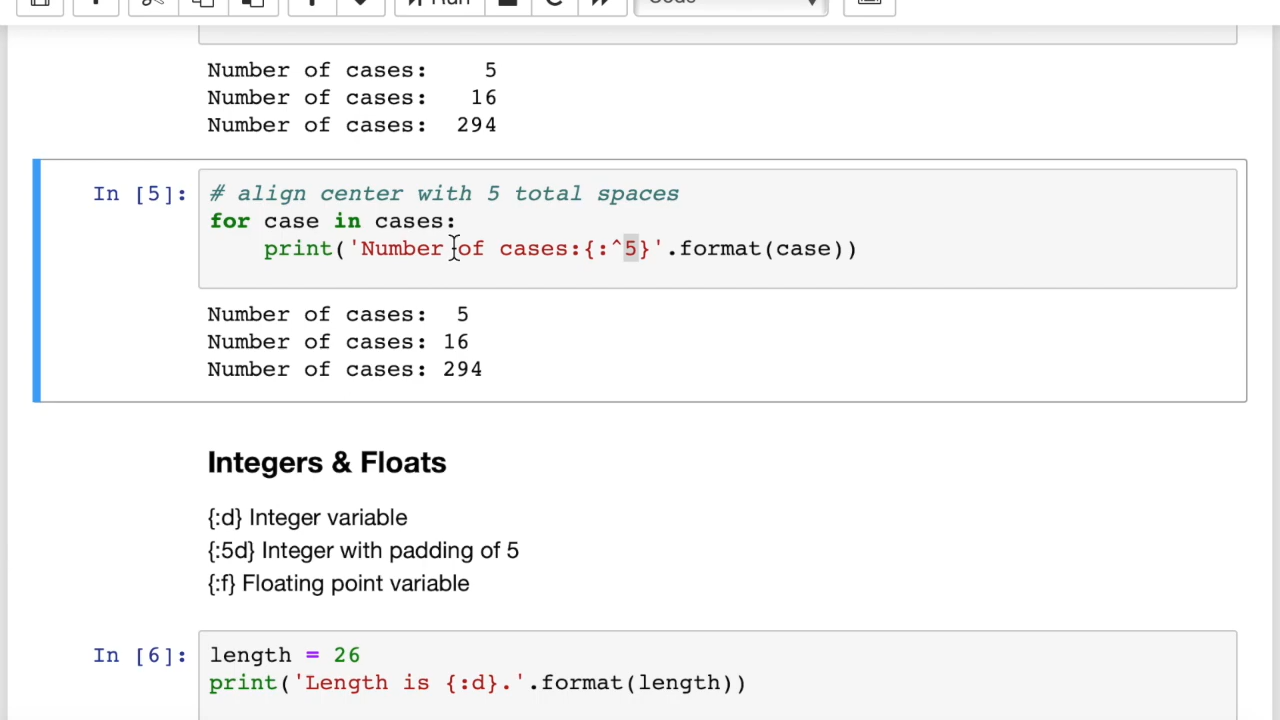 Run Code
Number of cases:    5
Number of cases:   16
Number of cases:  294
In [5]: # align center with 5 total spaces
for case in cases:
    print('Number of cases:{:^5}'.format(case))
Number of cases:  5
Number of cases: 16
Number of cases: 294
Integers & Floats
{:d} Integer variable
{:5d} Integer with padding of 5
{:f} Floating point variable
In [6]: length = 26
print('Length is {:d}.'.format(length))